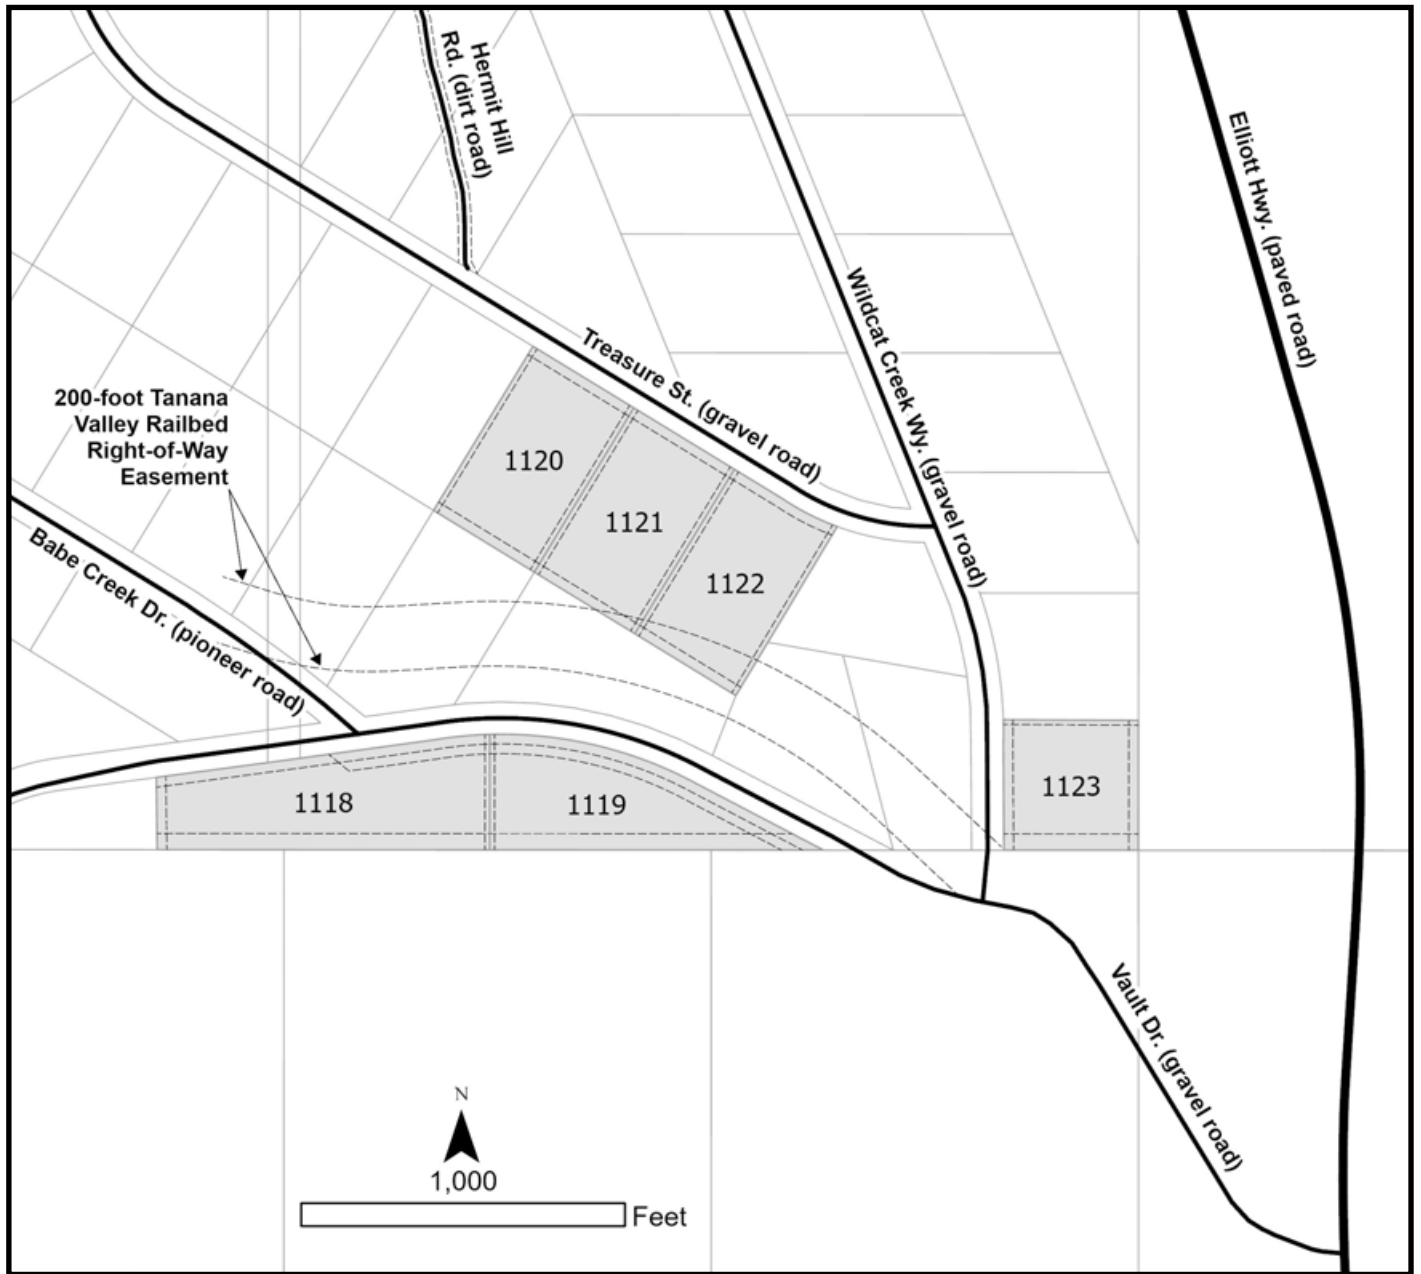 Hermit Hill
Rd. (dirt road)
Elliott Hwy. (paved road)
Wildcat Creek Wy. (gravel road)
Treasure St. (gravel road)
200-foot Tanana
Valley Railbed
Right-of-Way
Easement
1120
1121
1122
Babe Creek Dr. (pioneer road)
1118
1119
1123
Vault Dr. (gravel road)
N
1,000
Feet